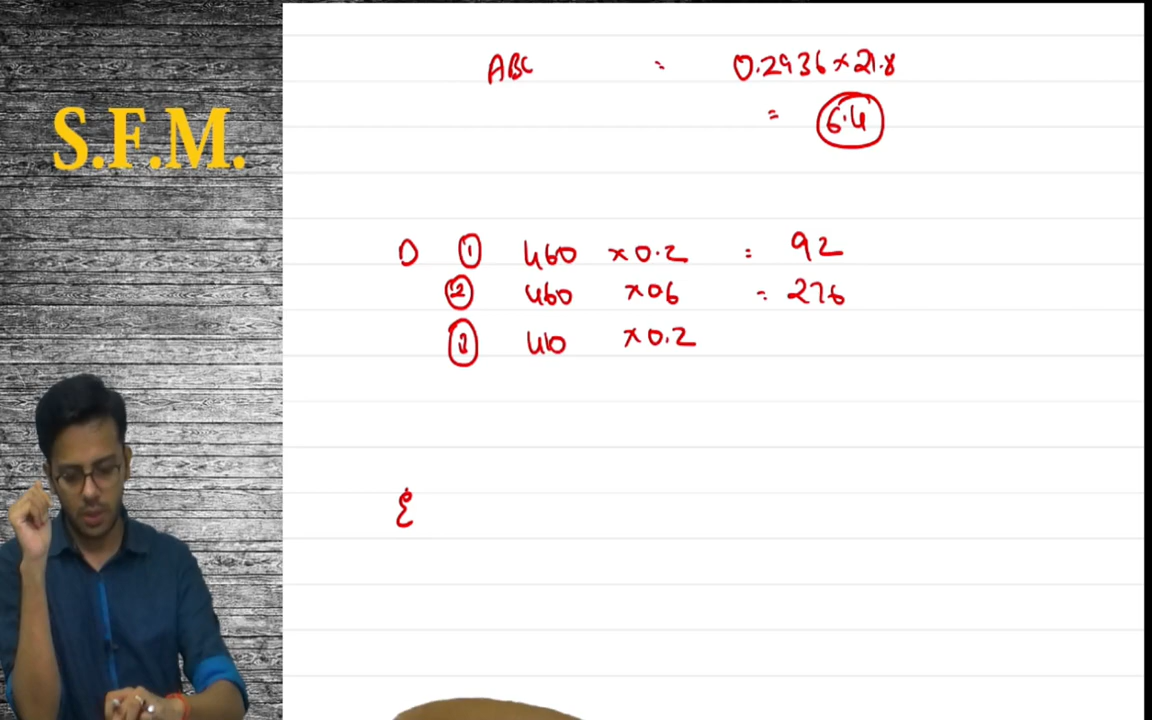 S.F.M.
ABC = 0.2936 × 21.8
= 6.4
D ① 460 × 0.2 = 92
② 460 × 06 = 276
③ 410 × 0.2